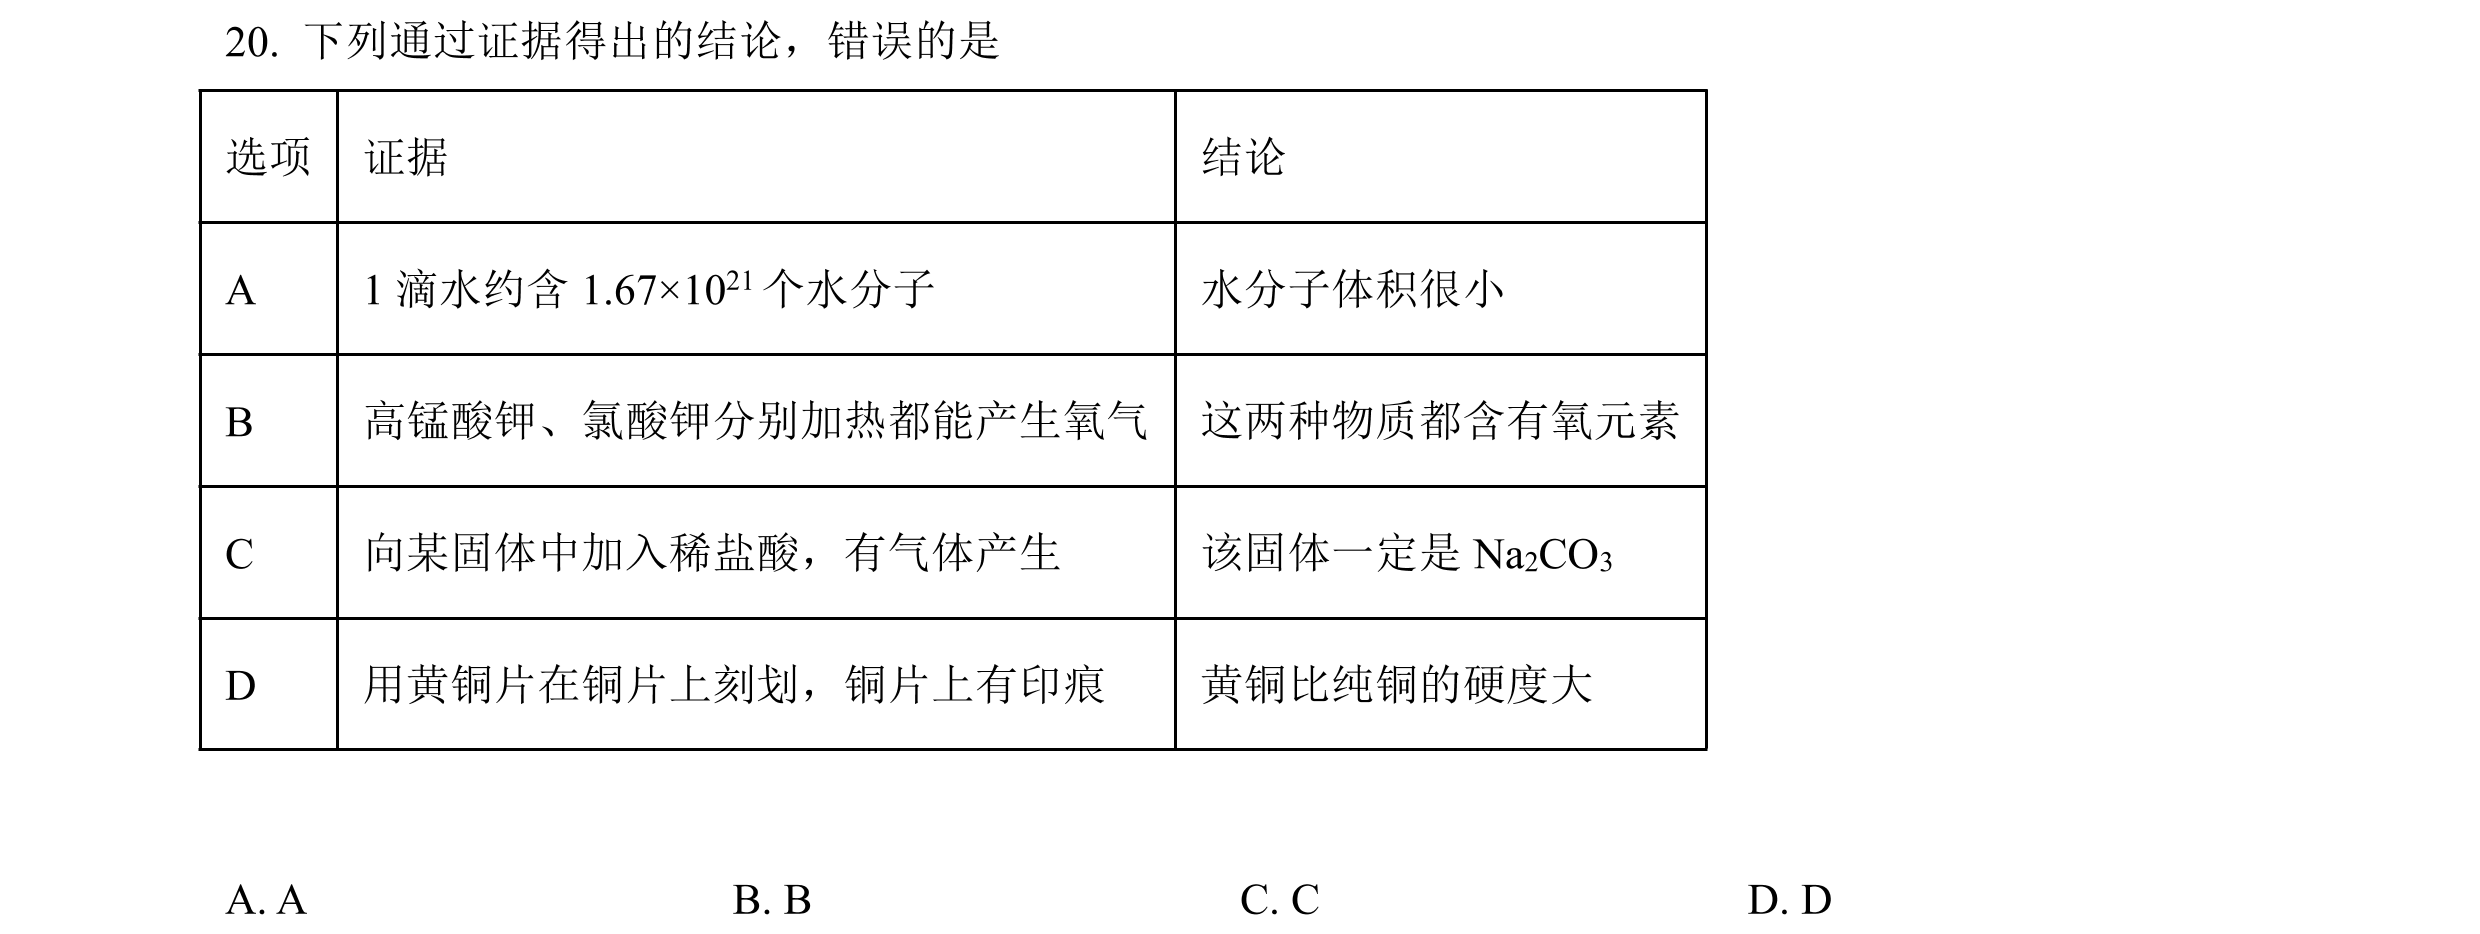 20. 下列通过证据得出的结论，错误的是
选项 证据 结论
A 1 滴水约含 1.67×10²¹ 个水分子 水分子体积很小
B 高锰酸钾、氯酸钾分别加热都能产生氧气 这两种物质都含有氧元素
C 向某固体中加入稀盐酸，有气体产生 该固体一定是 Na₂CO₃
D 用黄铜片在铜片上刻划，铜片上有印痕 黄铜比纯铜的硬度大
A. A B. B C. C D. D